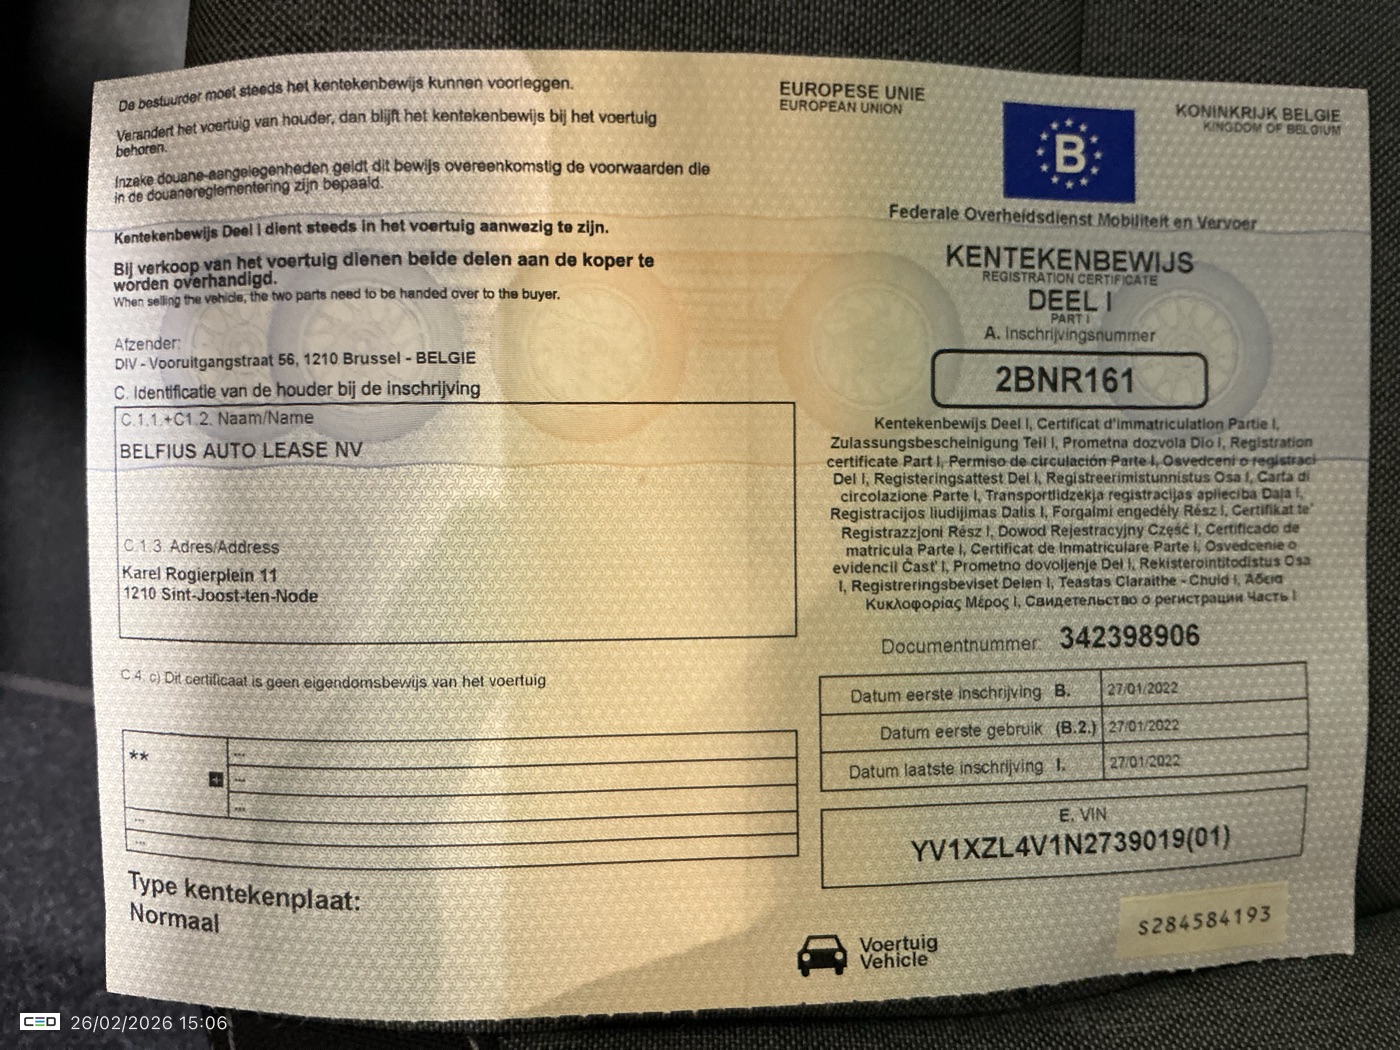 De bestuurder moet steeds het kentekenbewijs kunnen voorleggen.
Verandert het voertuig van houder, dan blijft het kentekenbewijs bij het voertuig
behoren.
Inzake douane-aangelegenheden geldt dit bewijs overeenkomstig de voorwaarden die
in de douanereglementering zijn bepaald.
Kentekenbewijs Deel I dient steeds in het voertuig aanwezig te zijn.
Bij verkoop van het voertuig dienen beide delen aan de koper te
worden overhandigd.
When selling the vehicle, the two parts need to be handed over to the buyer.
Afzender:
DIV - Vooruitgangstraat 56, 1210 Brussel - BELGIE
C. Identificatie van de houder bij de inschrijving
C.1.1.+C1.2. Naam/Name
BELFIUS AUTO LEASE NV
C.1.3. Adres/Address
Karel Rogierplein 11
1210 Sint-Joost-ten-Node
C.4. c) Dit certificaat is geen eigendomsbewijs van het voertuig
**
---
+
---
---
---
---
Type kentekenplaat:
Normaal
EUROPESE UNIE
EUROPEAN UNION
B
KONINKRIJK BELGIE
KINGDOM OF BELGIUM
Federale Overheidsdienst Mobiliteit en Vervoer
KENTEKENBEWIJS
REGISTRATION CERTIFICATE
DEEL I
PART I
A. Inschrijvingsnummer
2BNR161
Kentekenbewijs Deel I, Certificat d'immatriculation Partie I,
Zulassungsbescheinigung Teil I, Prometna dozvola Dio I, Registration
certificate Part I, Permiso de circulación Parte I, Osvedceni o registraci
Del I, Registeringsattest Del I, Registreerimistunnistus Osa I, Carta di
circolazione Parte I, Transportlidzekja registracijas aplieciba Dala I,
Registracijos liudijimas Dalis I, Forgalmi engedély Rész I, Certifikat te'
Registrazzjoni Rész I, Dowod Rejestracyjny Część I, Certificado de
matricula Parte I, Certificat de Inmatriculare Parte I, Osvedcenie o
evidencii Čast' I, Prometno dovoljenje Del I, Rekisterointitodistus Osa
I, Registreringsbeviset Delen I, Teastas Claraithe - Chuid I, Άδεια
Κυκλοφορίας Μέρος I, Свидетельство о регистрации Часть I
Documentnummer: 342398906
Datum eerste inschrijving B. 27/01/2022
Datum eerste gebruik (B.2.) 27/01/2022
Datum laatste inschrijving I. 27/01/2022
E. VIN
YV1XZL4V1N2739019(01)
S284584193
Voertuig
Vehicle
CED 26/02/2026 15:06